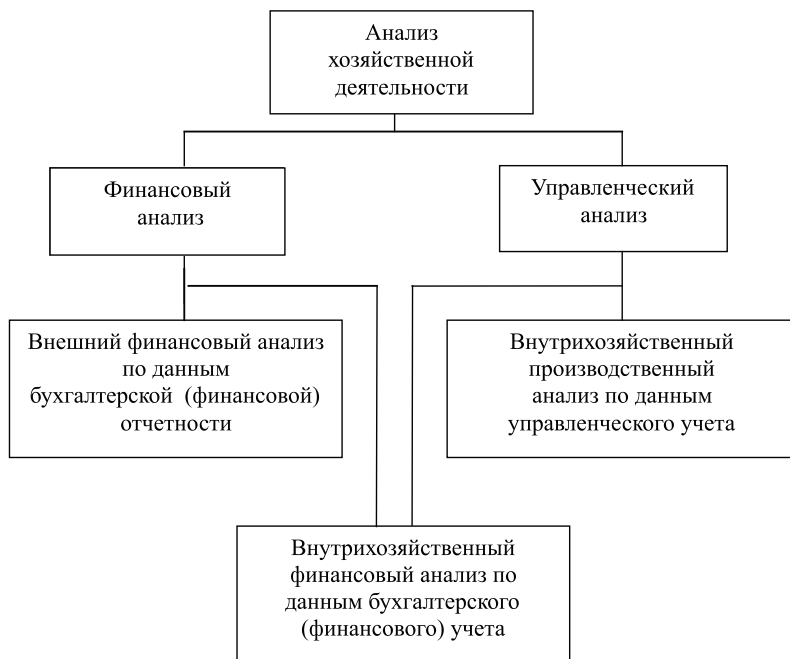 Анализ
хозяйственной
деятельности
Финансовый
анализ
Управленческий
анализ
Внешний финансовый анализ
по данным
бухгалтерской (финансовой)
отчетности
Внутрихозяйственный
производственный
анализ по данным
управленческого учета
Внутрихозяйственный
финансовый анализ по
данным бухгалтерского
(финансового) учета